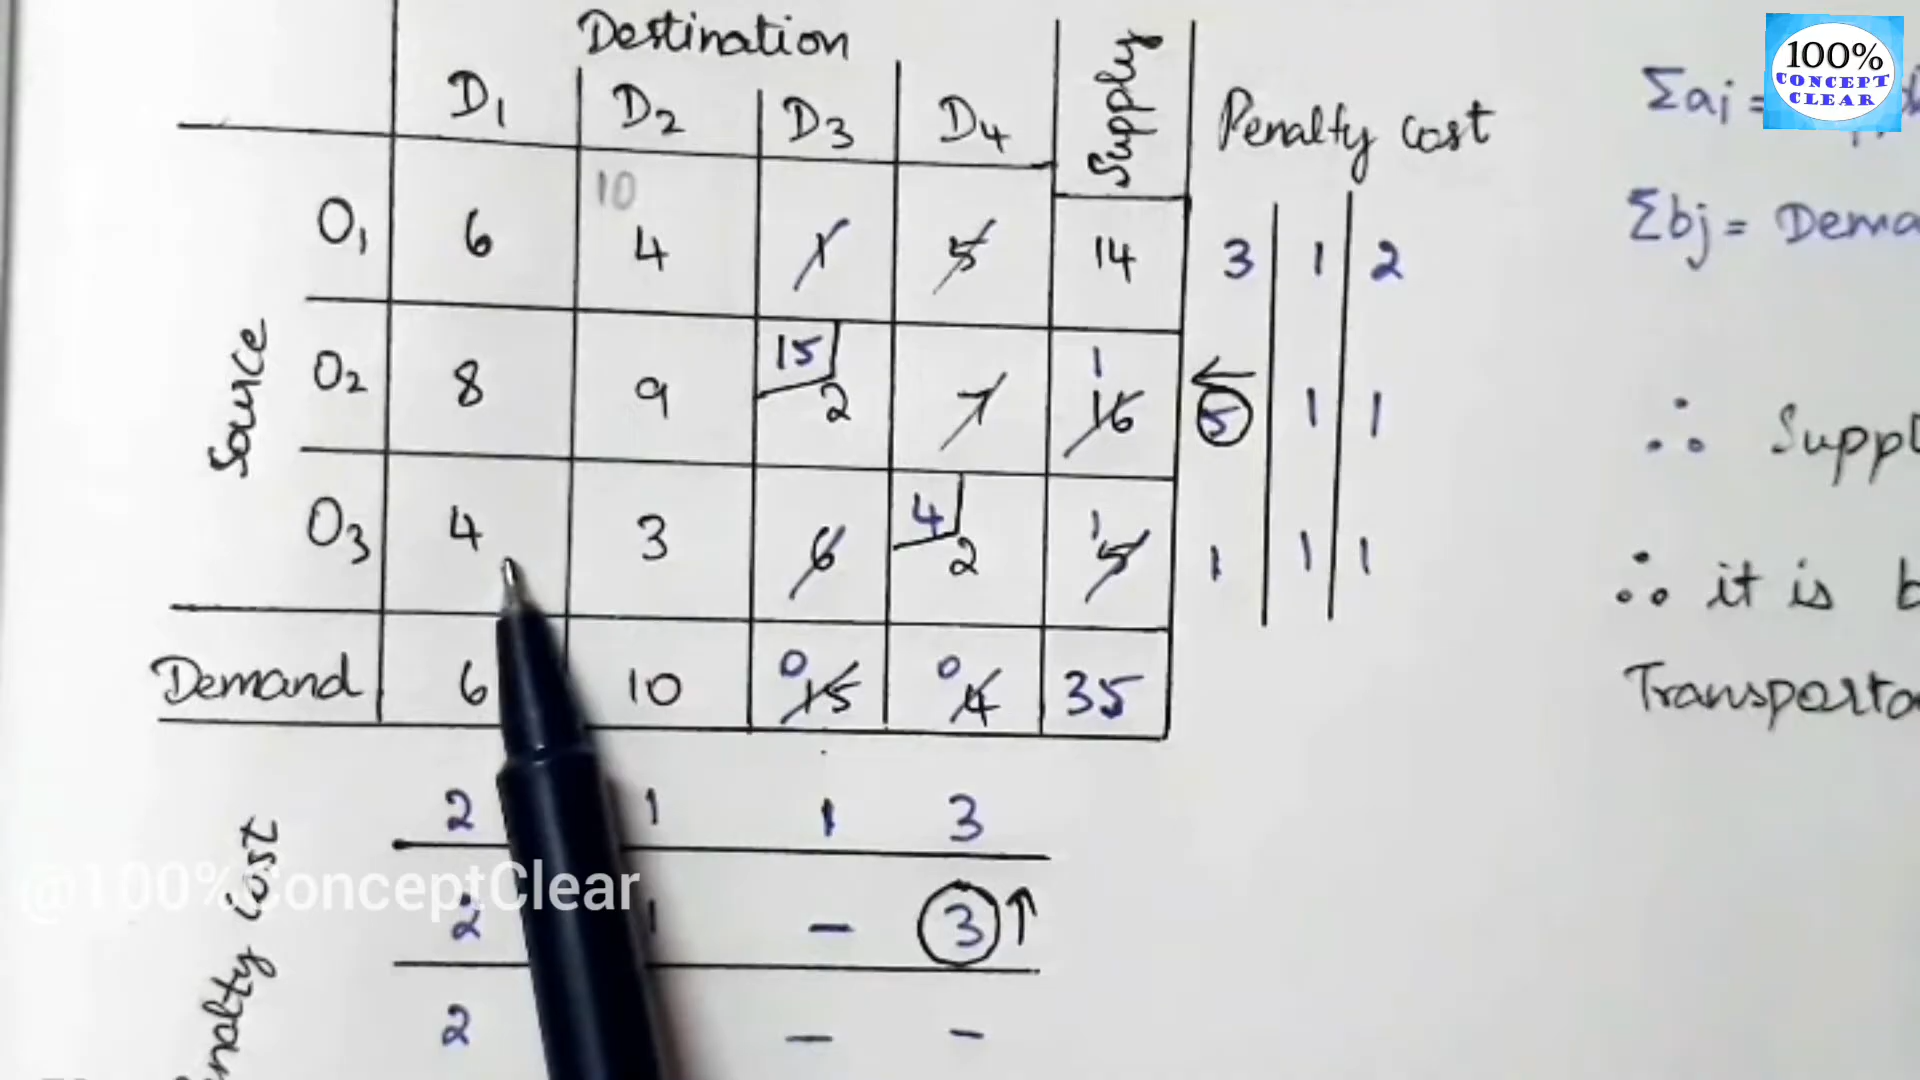 Destination
D1 D2 D3 D4 Supply Penalty cost
10
O1 6 4 1 5 14 3 1 2
15 1
O2 8 9 2 7 16 5 1 1
4 1
O3 4 3 6 2 5 1 1 1
Source
0 0
Demand 6 10 15 4 35
2 1 1 3
2 1 - 3 ↑
2 - -
Penalty cost
Σai =
Σbj = Dema
∴ Suppl
∴ it is b
Transporta
100%
CONCEPT
CLEAR
@100%ConceptClear